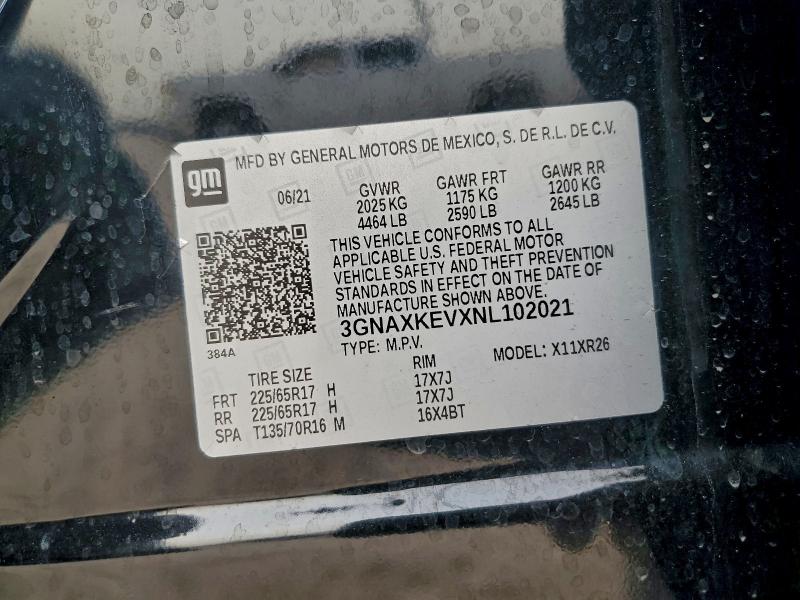 gm
MFD BY GENERAL MOTORS DE MEXICO, S. DE R.L. DE C.V.
06/21 GVWR GAWR FRT GAWR RR
2025 KG 1175 KG 1200 KG
4464 LB 2590 LB 2645 LB
THIS VEHICLE CONFORMS TO ALL
APPLICABLE U.S. FEDERAL MOTOR
VEHICLE SAFETY AND THEFT PREVENTION
STANDARDS IN EFFECT ON THE DATE OF
MANUFACTURE SHOWN ABOVE.
3GNAXKEVXNL102021
384A
TYPE: M.P.V. MODEL: X11XR26
TIRE SIZE RIM
FRT 225/65R17 H 17X7J
RR 225/65R17 H 17X7J
SPA T135/70R16 M 16X4BT